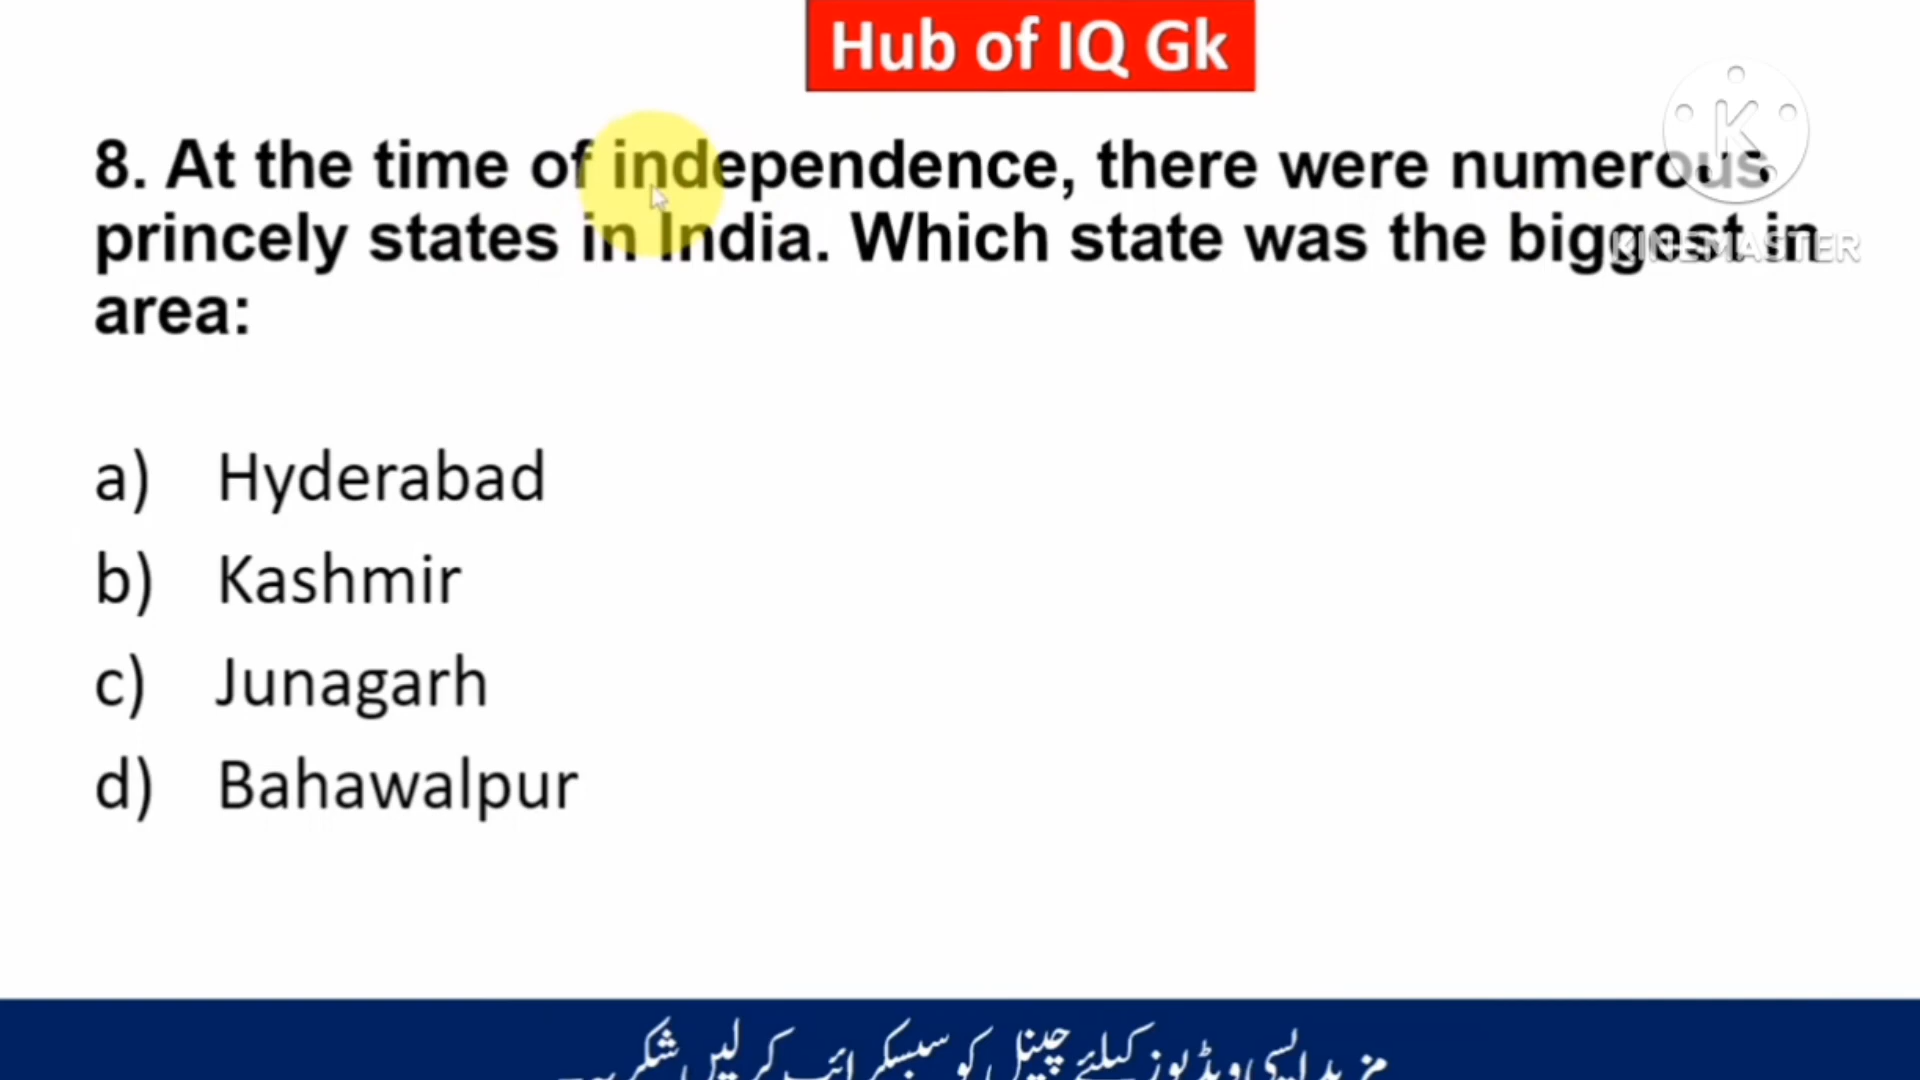 Hub of IQ Gk
K
KINEMASTER
8. At the time of independence, there were numerous
princely states in India. Which state was the biggest in
area:
a) Hyderabad
b) Kashmir
c) Junagarh
d) Bahawalpur
مزید ایسی ویڈیوز کیلئے چینل کو سبسکرائب کر لیں شکریہ